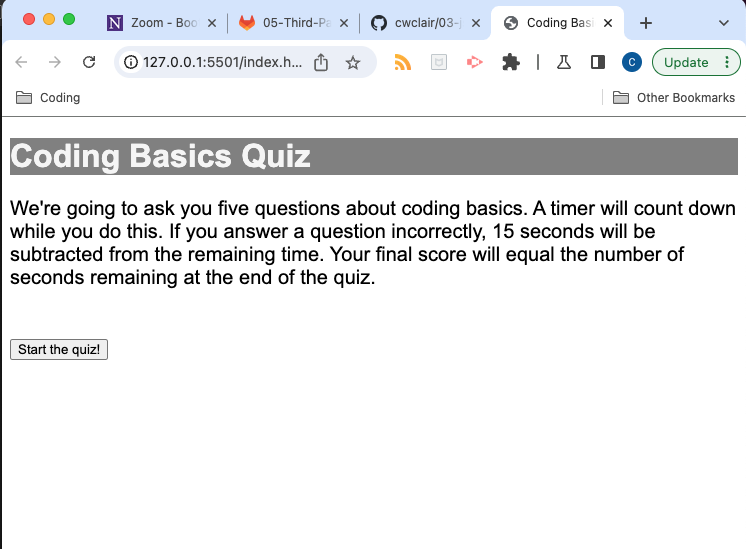 N Zoom - Boo 05-Third-Pa cwclair/03- Coding Basi
127.0.0.1:5501/index.h... C Update
Coding Other Bookmarks
Coding Basics Quiz
We're going to ask you five questions about coding basics. A timer will count down
while you do this. If you answer a question incorrectly, 15 seconds will be
subtracted from the remaining time. Your final score will equal the number of
seconds remaining at the end of the quiz.
Start the quiz!